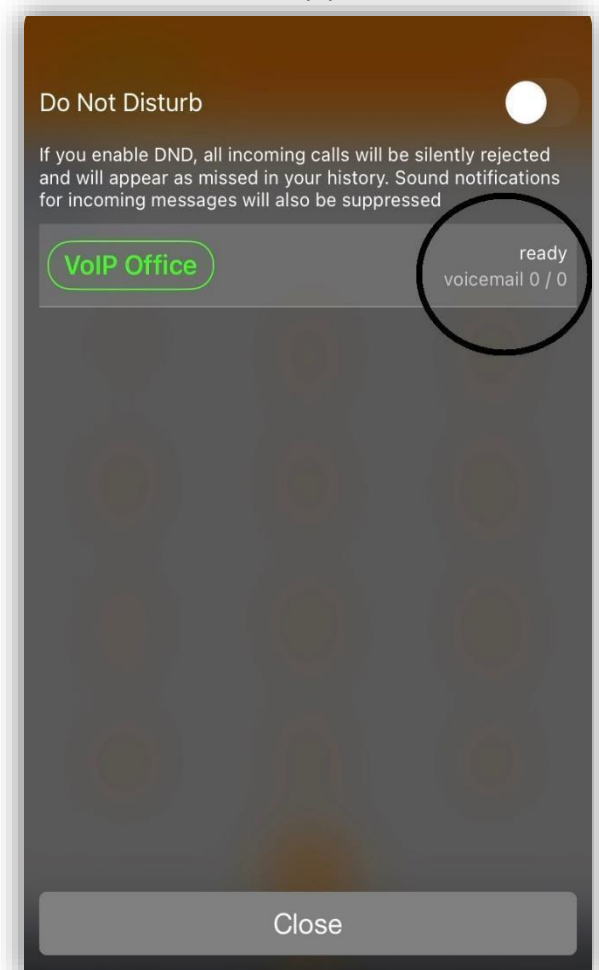 Do Not Disturb
If you enable DND, all incoming calls will be silently rejected
and will appear as missed in your history. Sound notifications
for incoming messages will also be suppressed
VoIP Office
ready
voicemail 0 / 0
Close